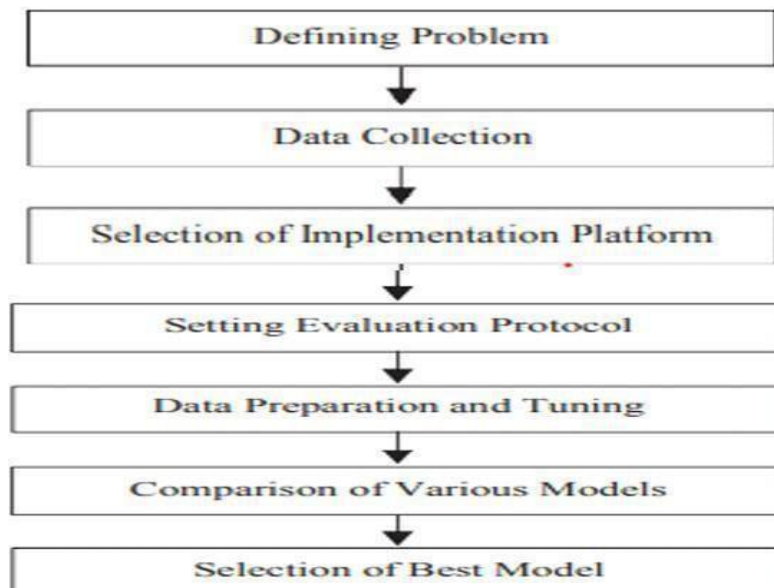 Defining Problem
Data Collection
Selection of Implementation Platform
Setting Evaluation Protocol
Data Preparation and Tuning
Comparison of Various Models
Selection of Best Model